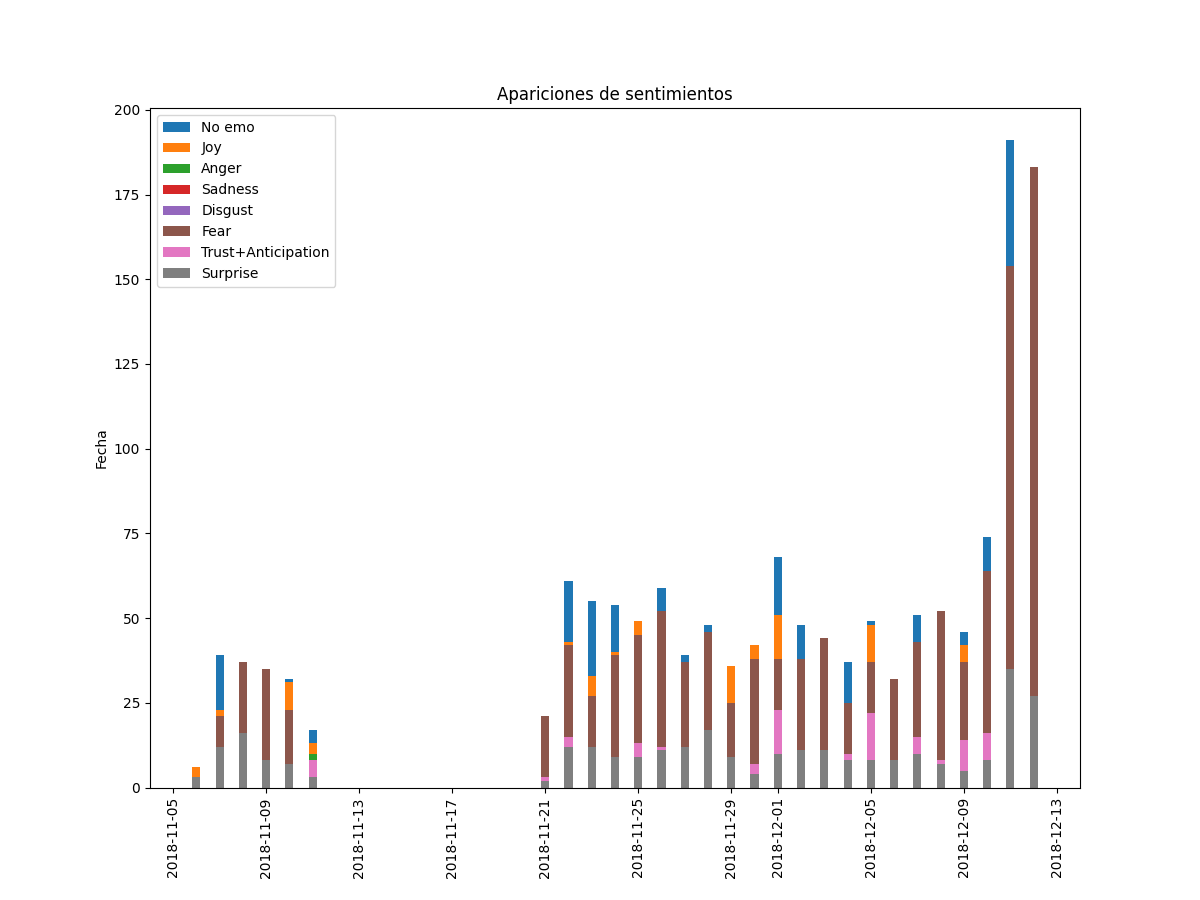 Apariciones de sentimientos
No emo
Joy
Anger
Sadness
Disgust
Fear
Trust+Anticipation
Surprise
Fecha
200
175
150
125
100
75
50
25
0
2018-11-05
2018-11-09
2018-11-13
2018-11-17
2018-11-21
2018-11-25
2018-11-29
2018-12-01
2018-12-05
2018-12-09
2018-12-13